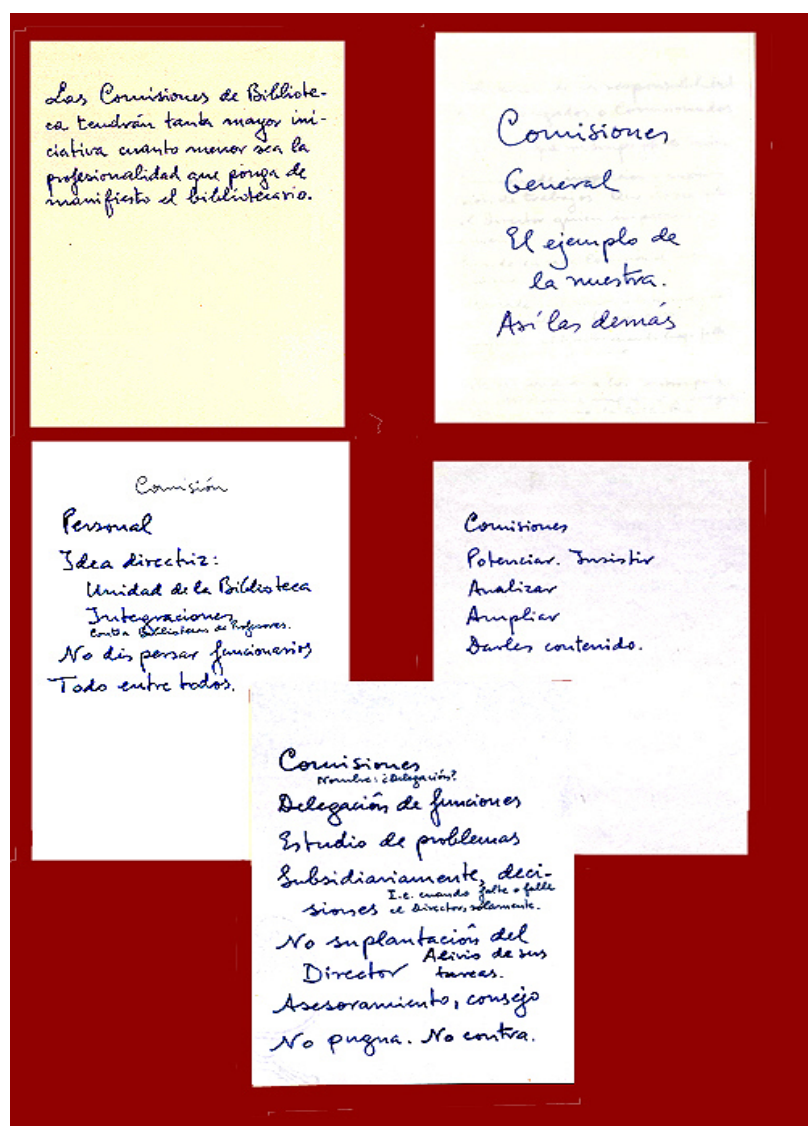 Las Comisiones de Bibliote-
ca tendrán tanta mayor ini-
ciativa cuanto menor sea la
profesionalidad que ponga de
manifiesto el bibliotecario.
Comisiones
General
El ejemplo de
la nuestra.
Así las demás
Comisión
Personal
Idea directriz:
Unidad de la Biblioteca
Integraciones
contra Bibliotecas de Profesores.
No dispersar funcionarios
Todo entre todos.
Comisiones
Potenciar. Insistir
Analizar
Ampliar
Darles contenido.
Comisiones
Nombre: ¿Delegación?
Delegación de funciones
Estudio de problemas
Subsidiariamente, deci-
I.e. cuando falte o falle
siones el Director, solamente.
No suplantación del
Director Alivio de sus
tareas.
Asesoramiento, consejo
No pugna. No contra.